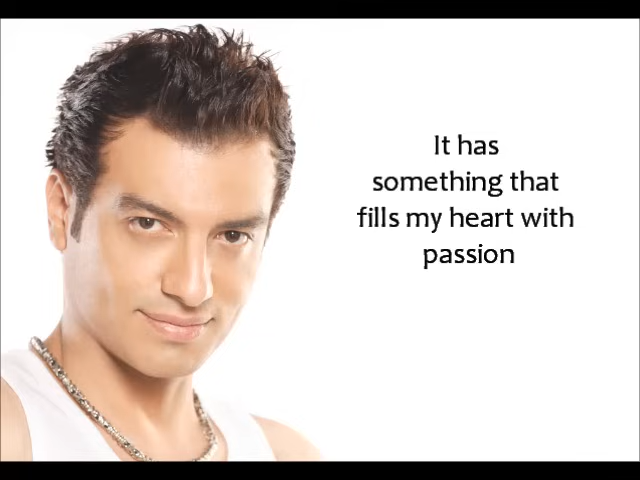 It has
something that
fills my heart with
passion